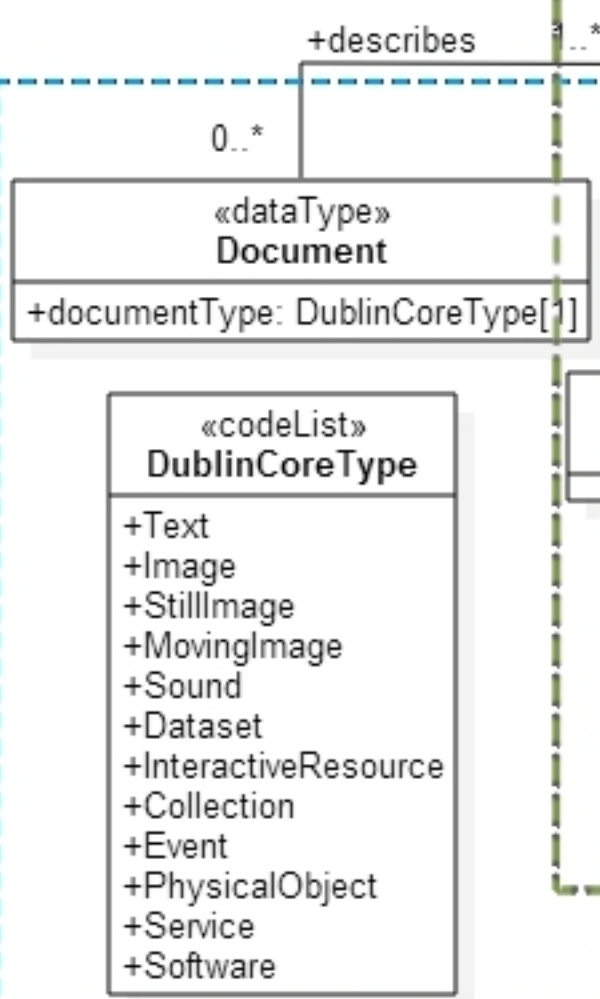 +describes
1..*
0..*
«dataType»
Document
+documentType: DublinCoreType[1]
«codeList»
DublinCoreType
+Text
+Image
+StillImage
+MovingImage
+Sound
+Dataset
+InteractiveResource
+Collection
+Event
+PhysicalObject
+Service
+Software